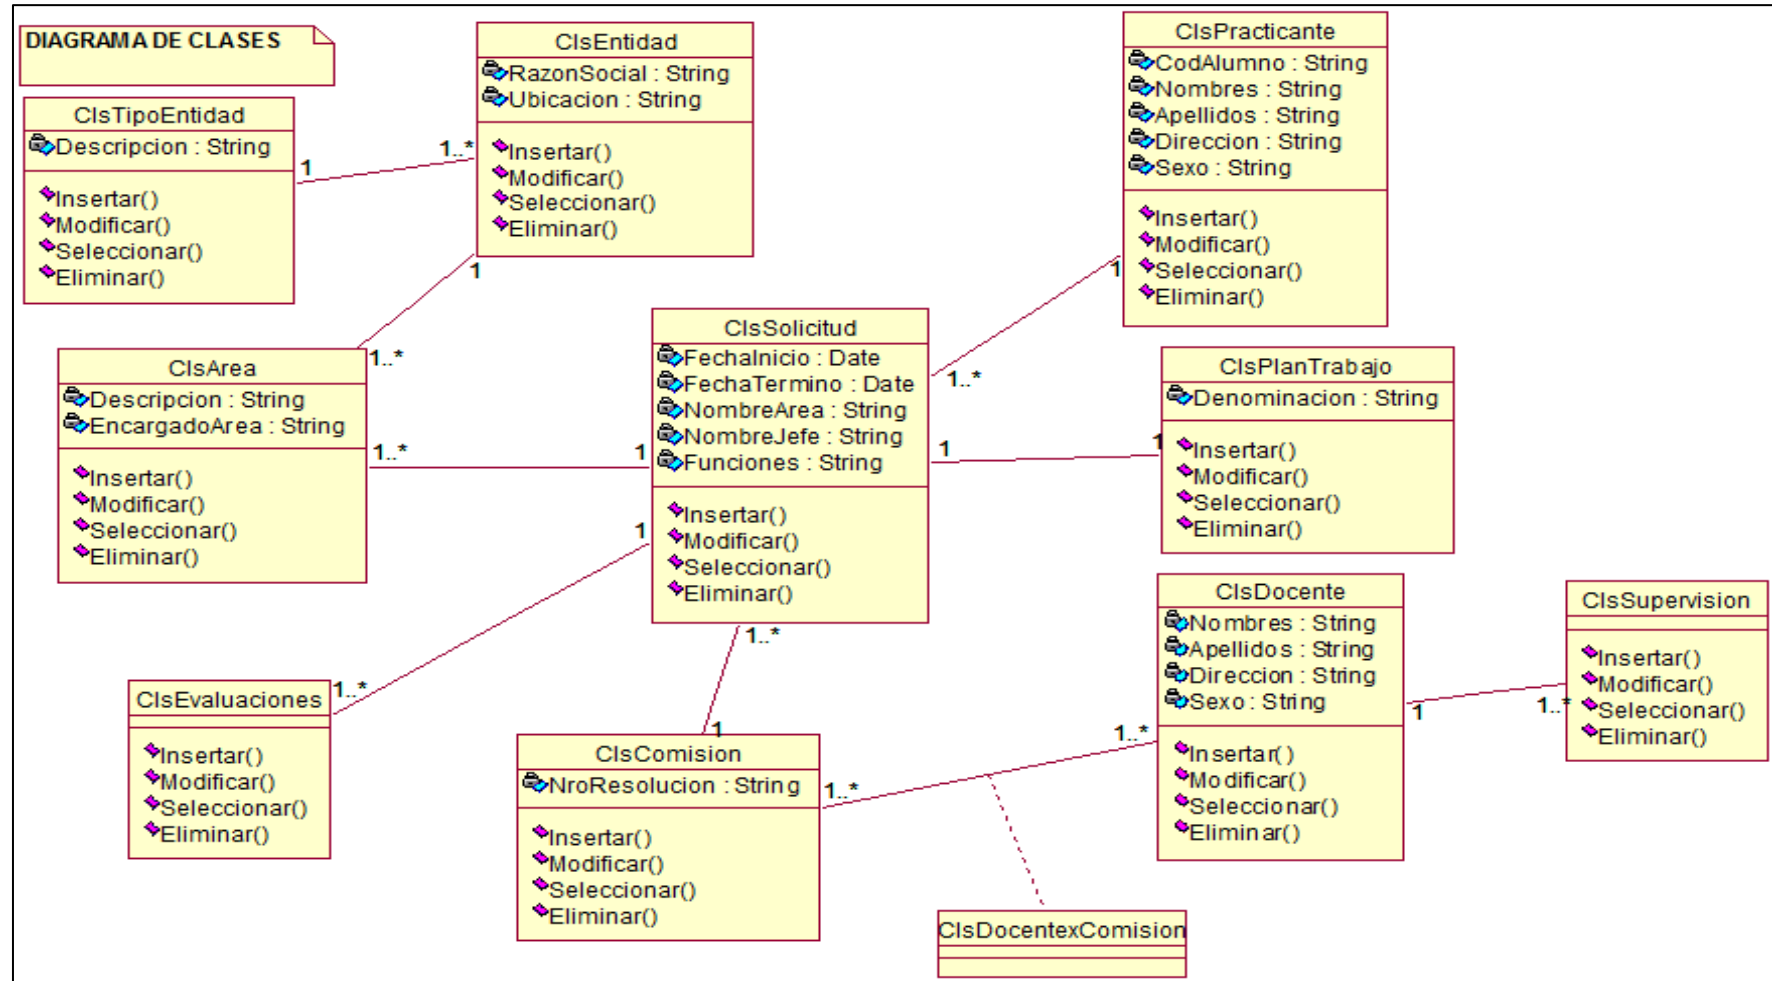 DIAGRAMA DE CLASES
ClsTipoEntidad
Descripcion : String
Insertar()
Modificar()
Seleccionar()
Eliminar()
1
1..*
ClsEntidad
RazonSocial : String
Ubicacion : String
Insertar()
Modificar()
Seleccionar()
Eliminar()
1
1..*
ClsPracticante
CodAlumno : String
Nombres : String
Apellidos : String
Direccion : String
Sexo : String
Insertar()
Modificar()
Seleccionar()
Eliminar()
1
1..*
ClsArea
Descripcion : String
EncargadoArea : String
Insertar()
Modificar()
Seleccionar()
Eliminar()
1..*
1
ClsSolicitud
FechaInicio : Date
FechaTermino : Date
NombreArea : String
NombreJefe : String
Funciones : String
Insertar()
Modificar()
Seleccionar()
Eliminar()
1
1
ClsPlanTrabajo
Denominacion : String
Insertar()
Modificar()
Seleccionar()
Eliminar()
1
1..*
ClsEvaluaciones
Insertar()
Modificar()
Seleccionar()
Eliminar()
1..*
1
ClsComision
NroResolucion : String
Insertar()
Modificar()
Seleccionar()
Eliminar()
1..*
1..*
ClsDocente
Nombres : String
Apellidos : String
Direccion : String
Sexo : String
Insertar()
Modificar()
Seleccionar()
Eliminar()
1
1..*
ClsSupervision
Insertar()
Modificar()
Seleccionar()
Eliminar()
ClsDocentexComision